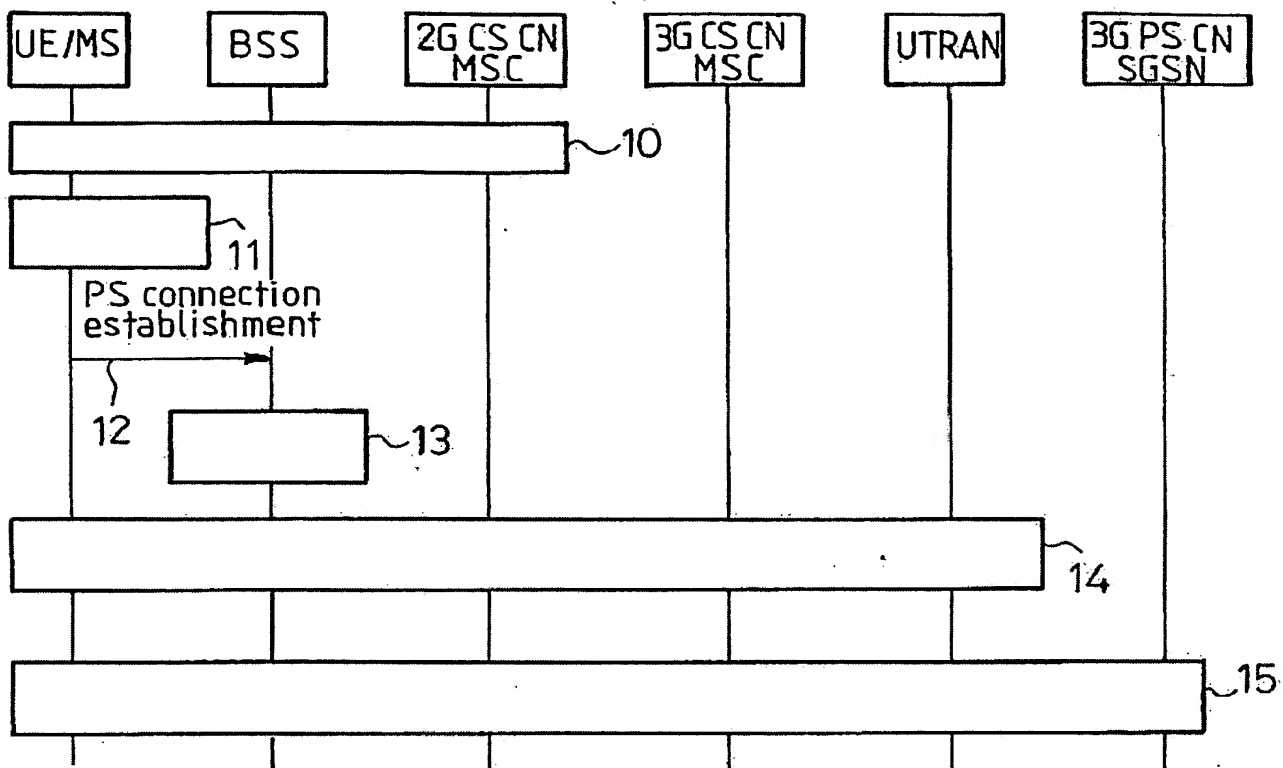 UE/MS
BSS
2G CS CN
MSC
3G CS CN
MSC
UTRAN
3G PS CN
SGSN
10
11
PS connection
establishment
12
13
14
15